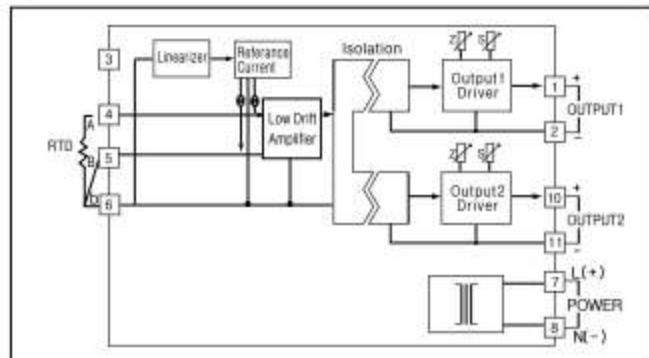 3
Linearizer
Referance
Current
Isolation
Z
S
Output1
Driver
1
+
OUTPUT1
2
-
4
A
RTD
B
5
Low Drift
Amplifier
6
Z
S
Output2
Driver
10
+
OUTPUT2
11
-
7
L(+)
POWER
8
N(-)